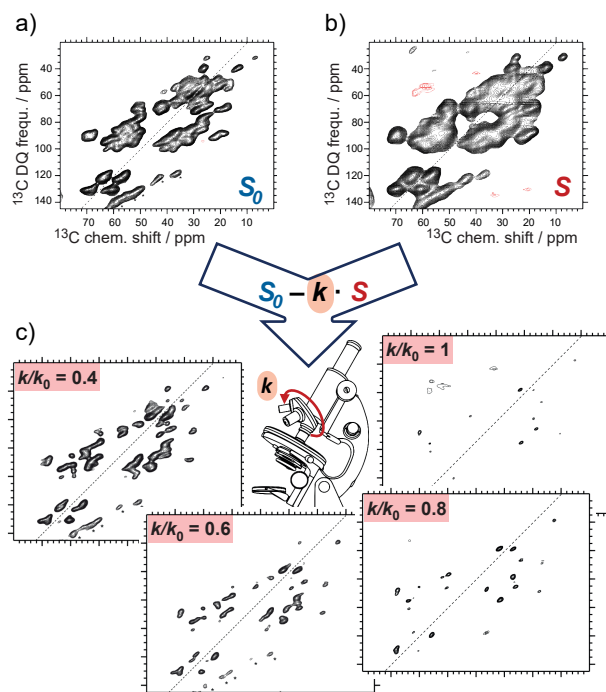 a)
b)
40
60
80
100
120
140
¹³C DQ frequ. / ppm
S₀
70 60 50 40 30 20 10
¹³C chem. shift / ppm
40
60
80
100
120
140
¹³C DQ frequ. / ppm
S
70 60 50 40 30 20 10
¹³C chem. shift / ppm
S₀ – k · S
c)
k/k₀ = 0.4
k
k/k₀ = 1
k/k₀ = 0.6
k/k₀ = 0.8